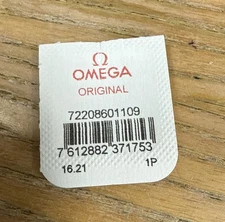 OMEGA
ORIGINAL
72208601109
7 612882 371753
16.21 1P